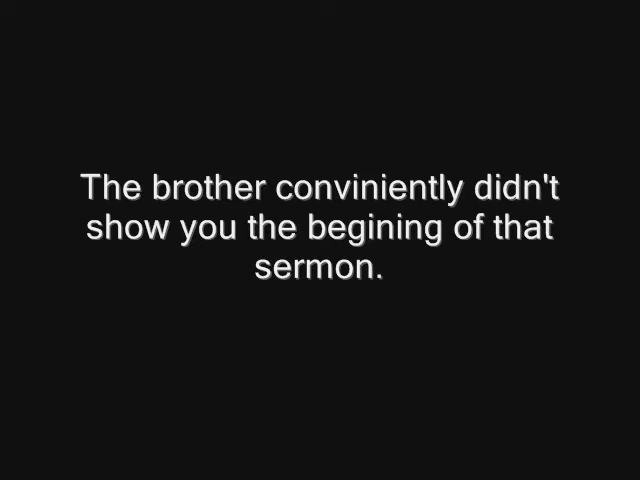 The brother conviniently didn't
show you the begining of that
sermon.